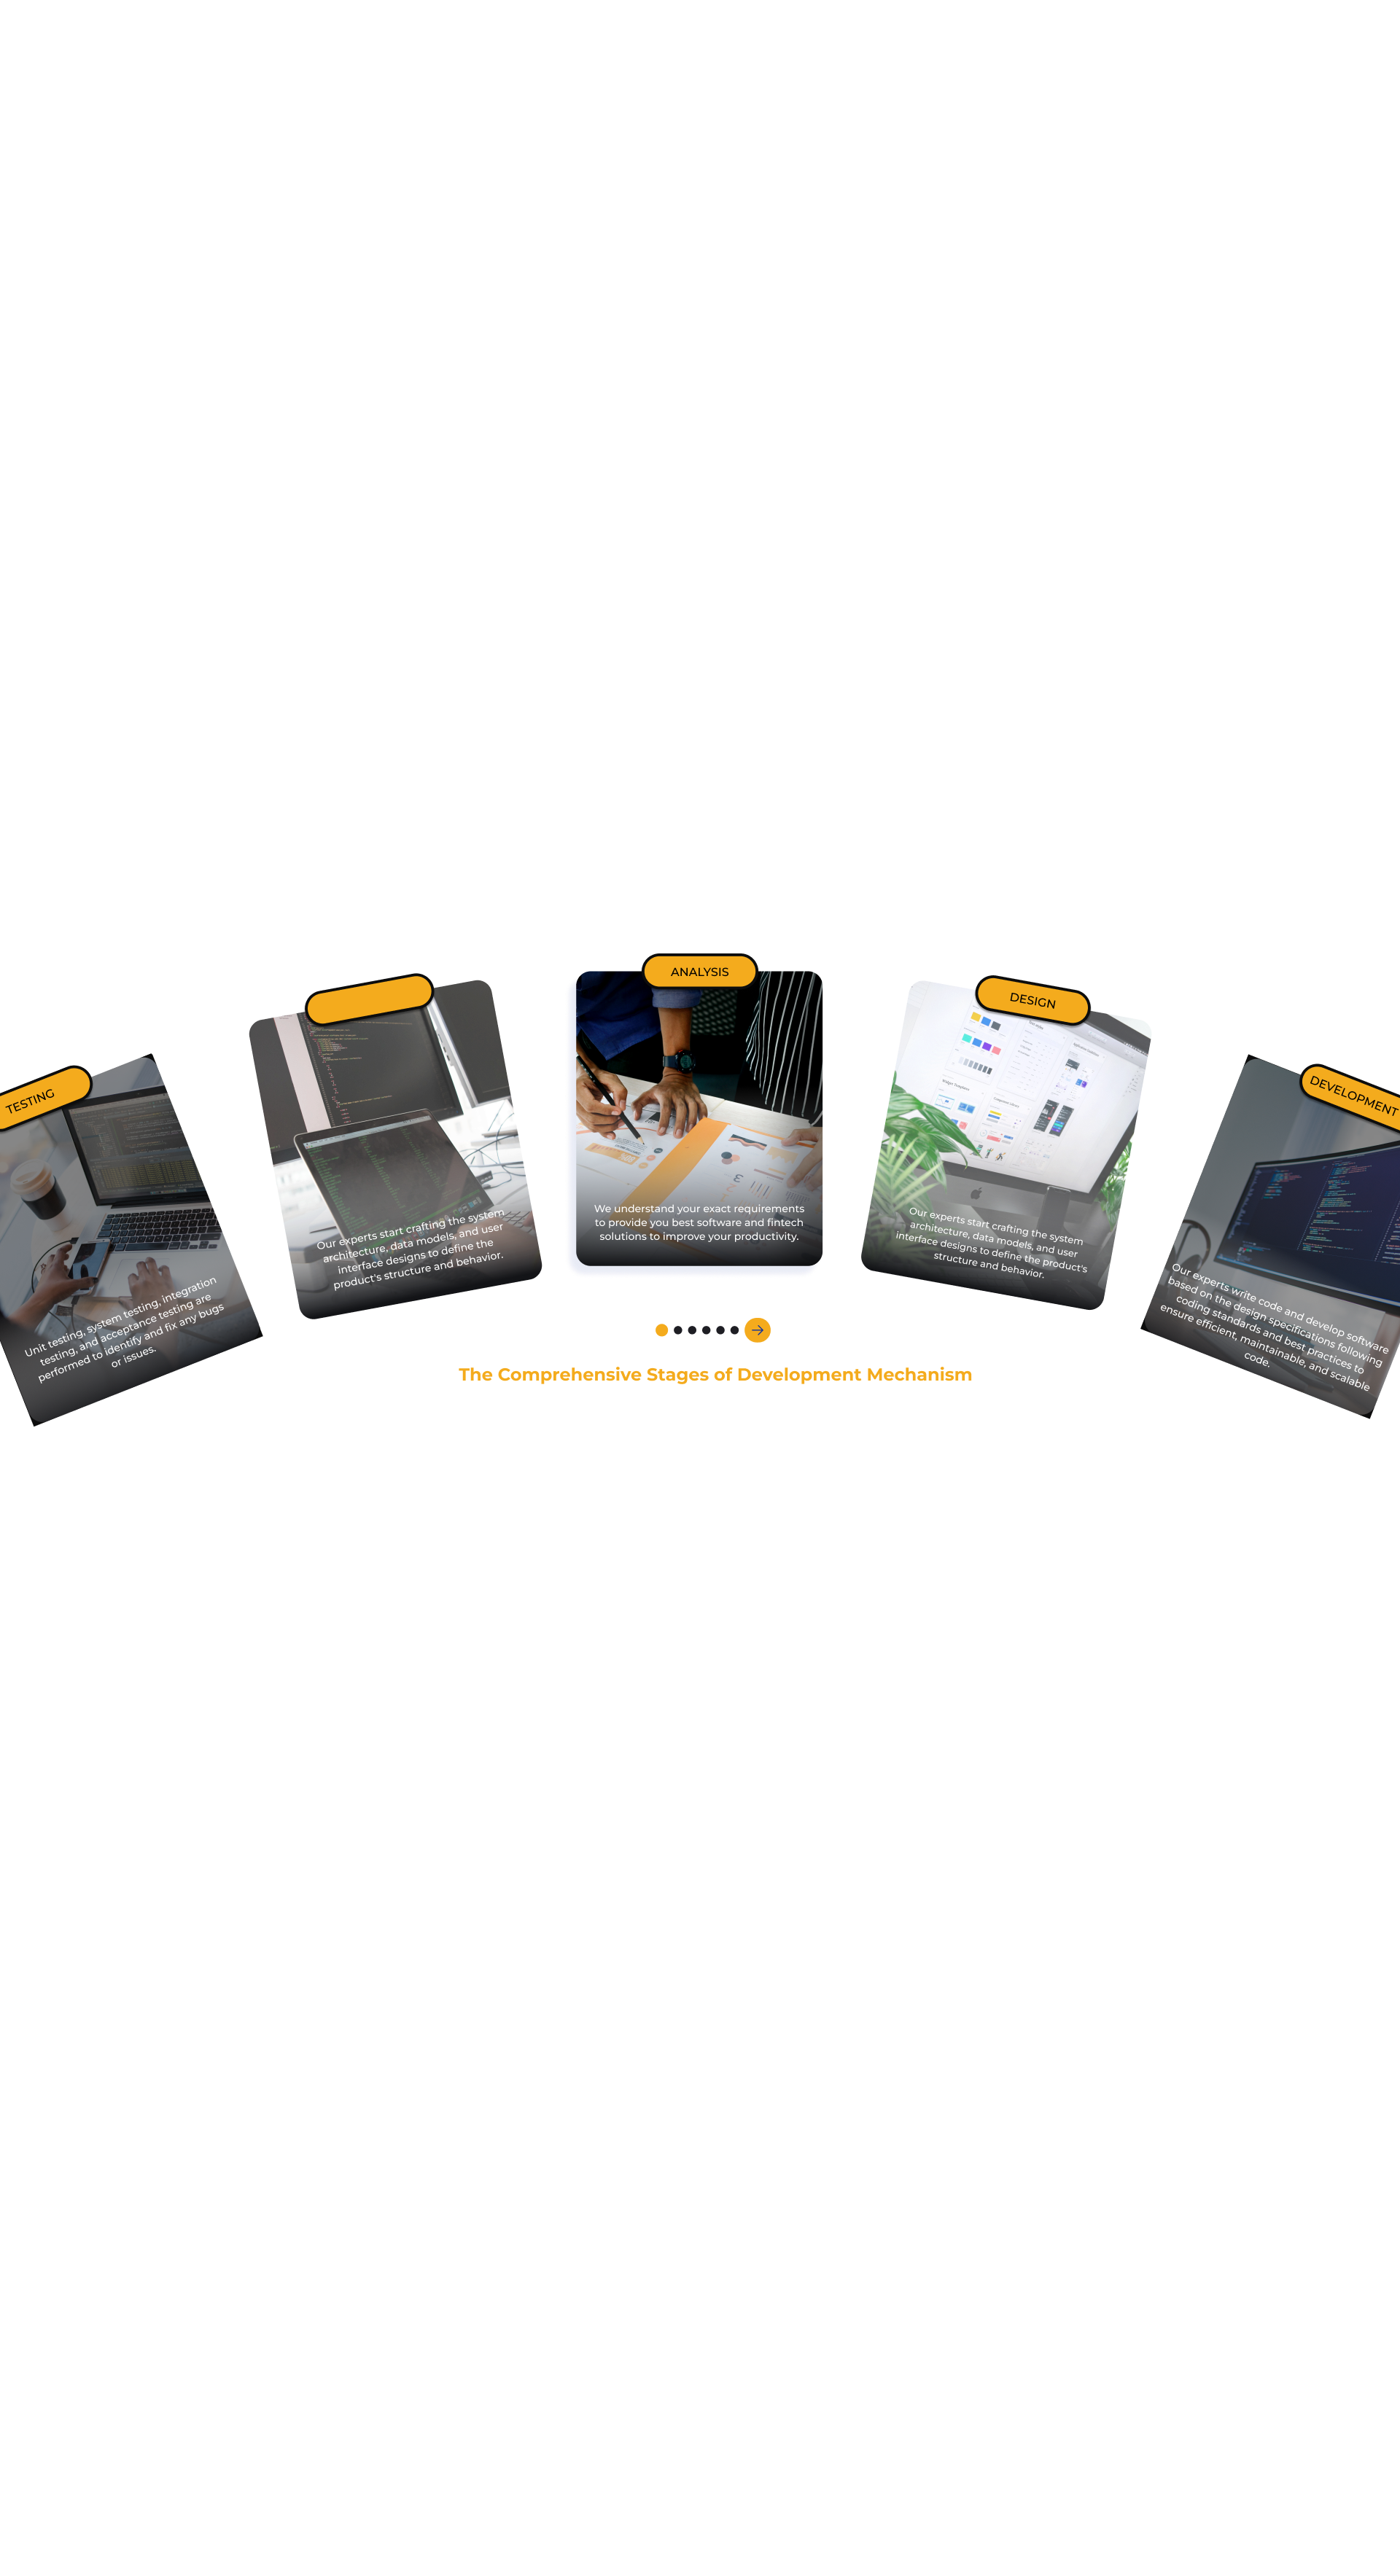 TESTING
Unit testing, system testing, integration
testing, and acceptance testing are
performed to identify and fix any bugs
or issues.
Our experts start crafting the system
architecture, data models, and user
interface designs to define the
product's structure and behavior.
ANALYSIS
We understand your exact requirements
to provide you best software and fintech
solutions to improve your productivity.
DESIGN
Our experts start crafting the system
architecture, data models, and user
interface designs to define the product's
structure and behavior.
DEVELOPMENT
Our experts write code and develop software
based on the design specifications following
coding standards and best practices to
ensure efficient, maintainable, and scalable
code.
The Comprehensive Stages of Development Mechanism